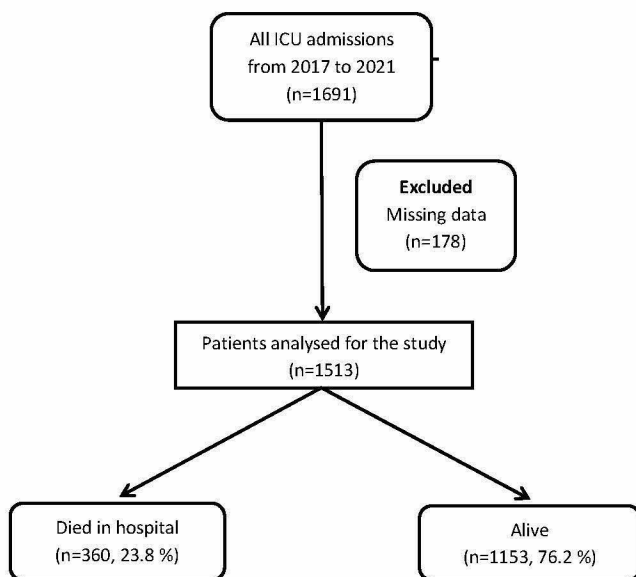 All ICU admissions
from 2017 to 2021
(n=1691)
Excluded
Missing data
(n=178)
Patients analysed for the study
(n=1513)
Died in hospital
(n=360, 23.8 %)
Alive
(n=1153, 76.2 %)